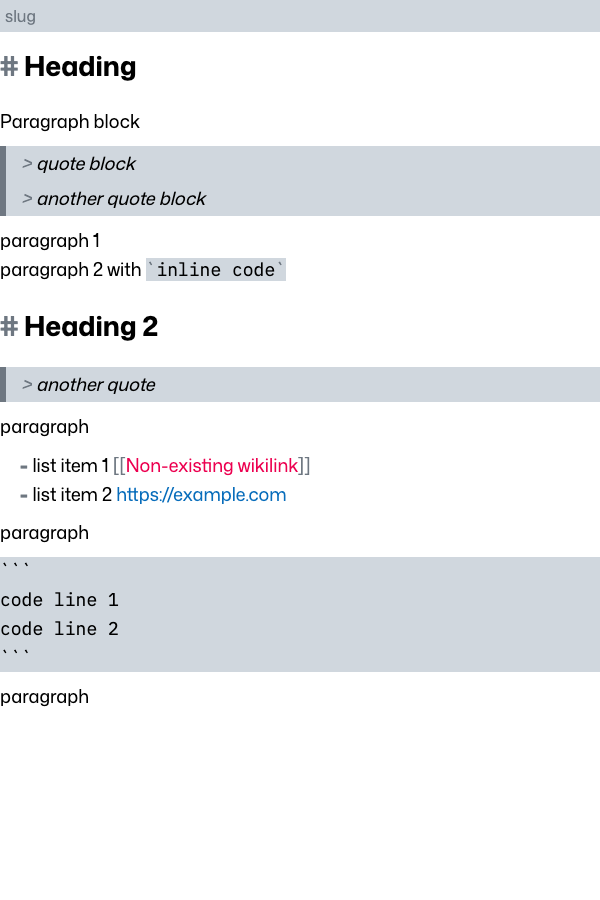 slug
# Heading
Paragraph block
> quote block
> another quote block
paragraph 1
paragraph 2 with `inline code`
# Heading 2
> another quote
paragraph
- list item 1 [[Non-existing wikilink]]
- list item 2 https://example.com
paragraph
```
code line 1
code line 2
```
paragraph